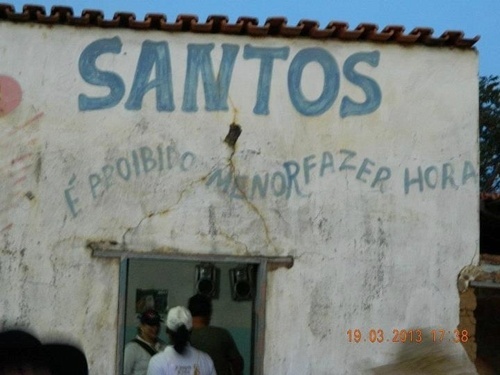 SANTOS
É PROIBIDO MENOR FAZER HORA
19.03.2013 17:38